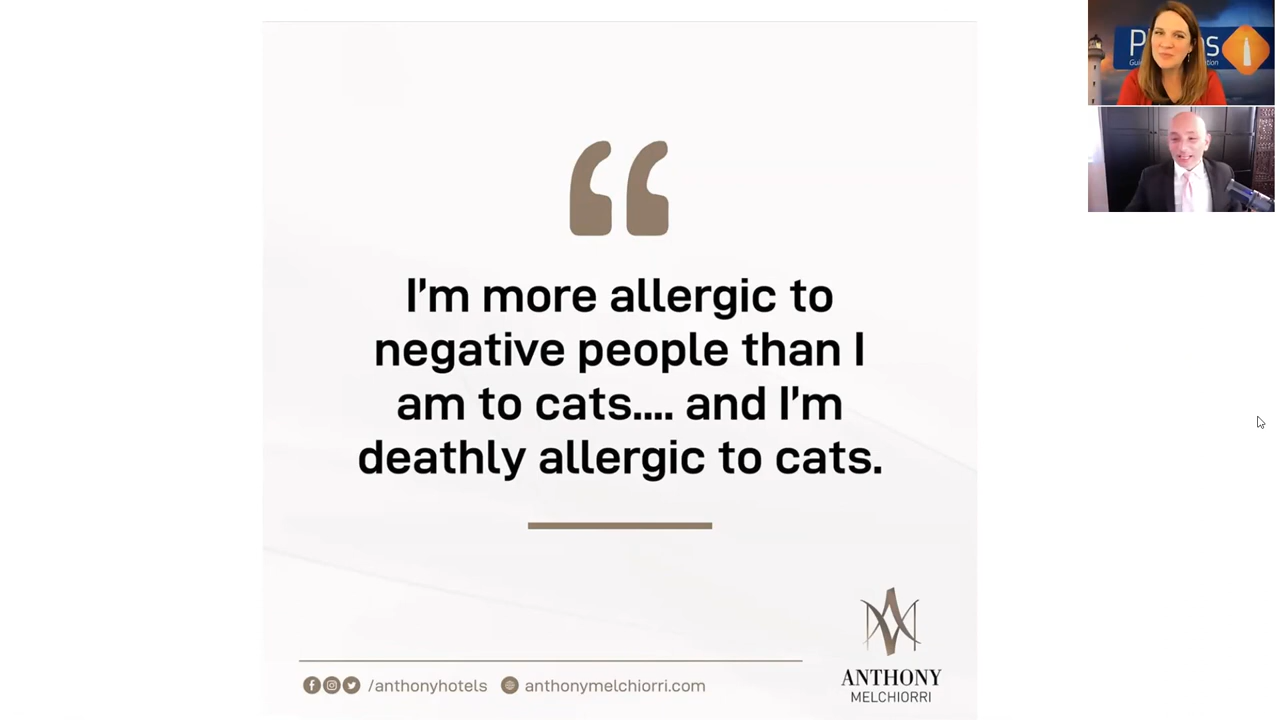 I'm more allergic to
negative people than I
am to cats.... and I'm
deathly allergic to cats.
/anthonyhotels
anthonymelchiorri.com
ANTHONY
MELCHIORRI